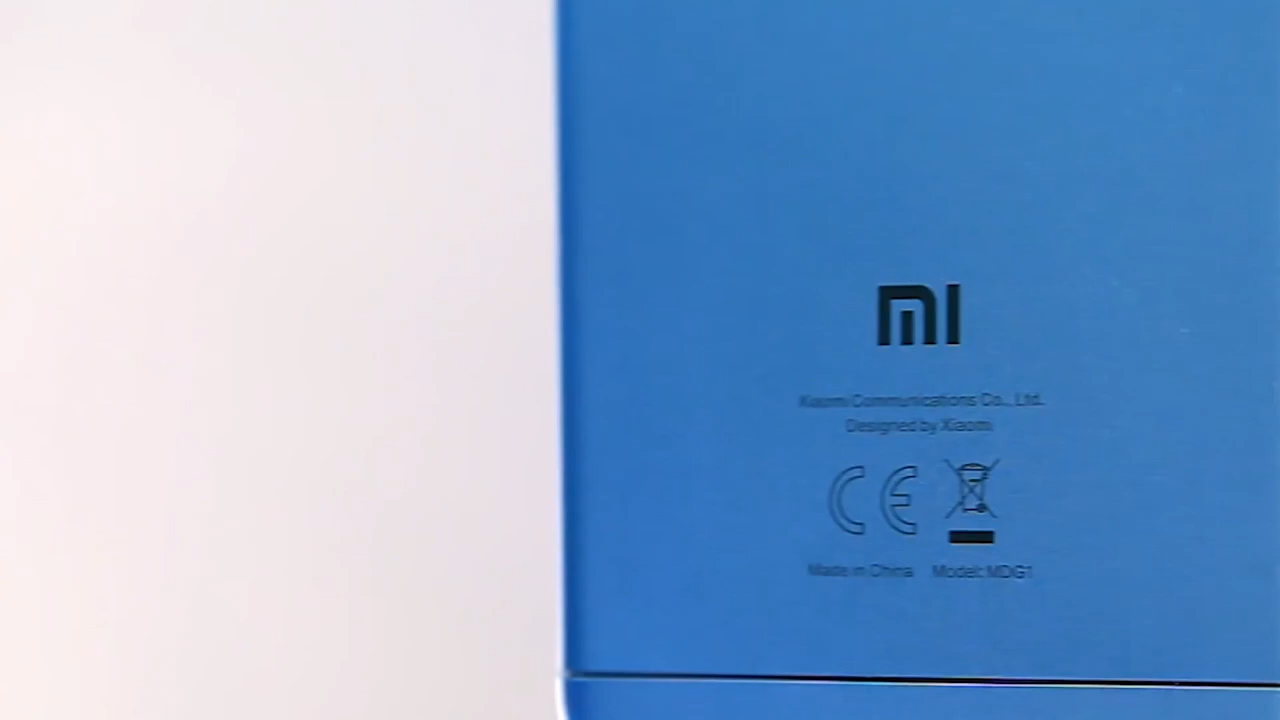 mi
Xiaomi Communications Co., Ltd.
Designed by Xiaomi
CE
Made in China Model: MDG1